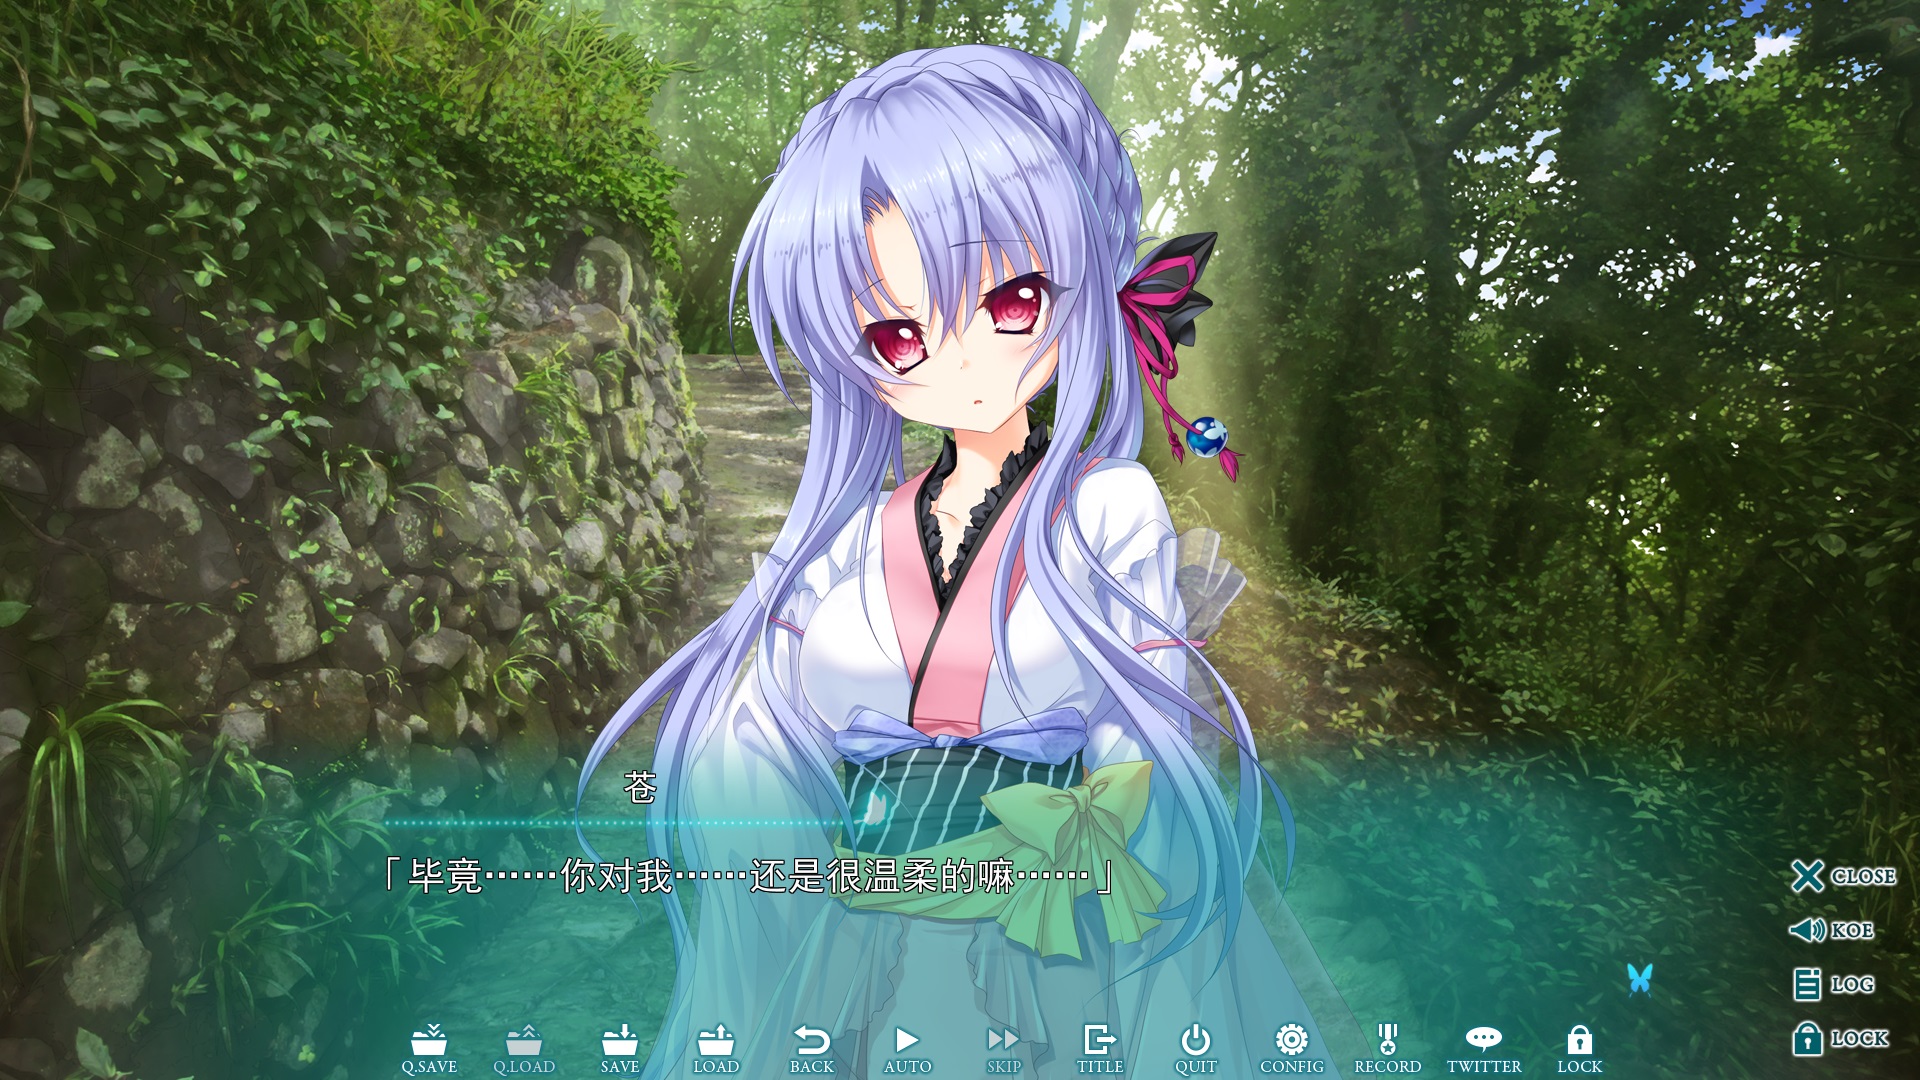 苍
「毕竟……你对我……还是很温柔的嘛……」
CLOSE
KOE
LOG
LOCK
Q.SAVE
Q.LOAD
SAVE
LOAD
BACK
AUTO
SKIP
TITLE
QUIT
CONFIG
RECORD
TWITTER
LOCK